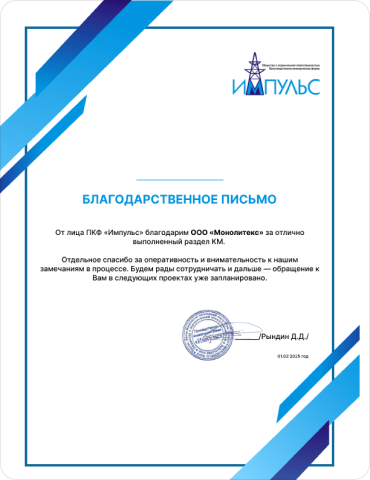 Общество с ограниченной ответственностью
Производственно-коммерческая фирма
ИМПУЛЬС
БЛАГОДАРСТВЕННОЕ ПИСЬМО
От лица ПКФ «Импульс» благодарим ООО «Монолитекс» за отлично
выполненный раздел КМ.
Отдельное спасибо за оперативность и внимательность к нашим
замечаниям в процессе. Будем рады сотрудничать и дальше — обращение к
Вам в следующих проектах уже запланировано.
«Импульс»
/Рындин Д.Д./
01.02.2025 год